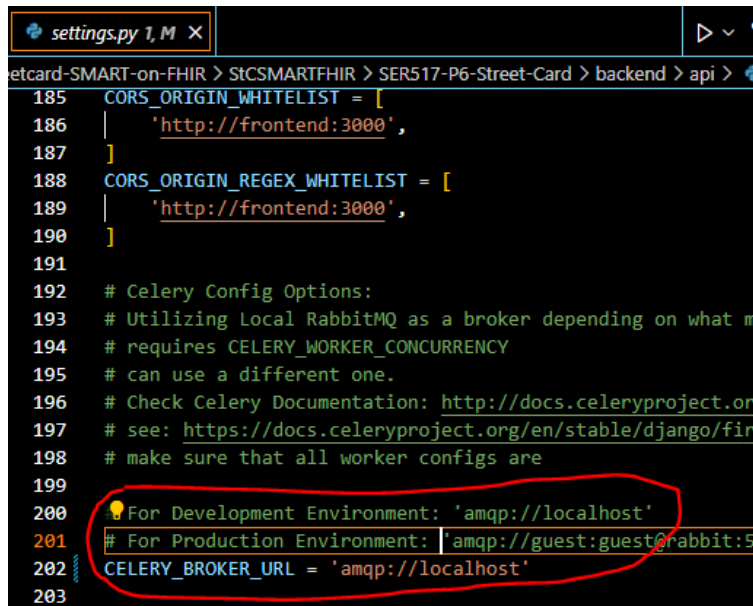 settings.py 1, M
eetcard-SMART-on-FHIR > StCSMARTFHIR > SER517-P6-Street-Card > backend > api >
185 CORS_ORIGIN_WHITELIST = [
186 'http://frontend:3000',
187 ]
188 CORS_ORIGIN_REGEX_WHITELIST = [
189 'http://frontend:3000',
190 ]
191
192 # Celery Config Options:
193 # Utilizing Local RabbitMQ as a broker depending on what m
194 # requires CELERY_WORKER_CONCURRENCY
195 # can use a different one.
196 # Check Celery Documentation: http://docs.celeryproject.or
197 # see: https://docs.celeryproject.org/en/stable/django/fir
198 # make sure that all worker configs are
199
200 # For Development Environment: 'amqp://localhost'
201 # For Production Environment: 'amqp://guest:guest@rabbit:5
202 CELERY_BROKER_URL = 'amqp://localhost'
203